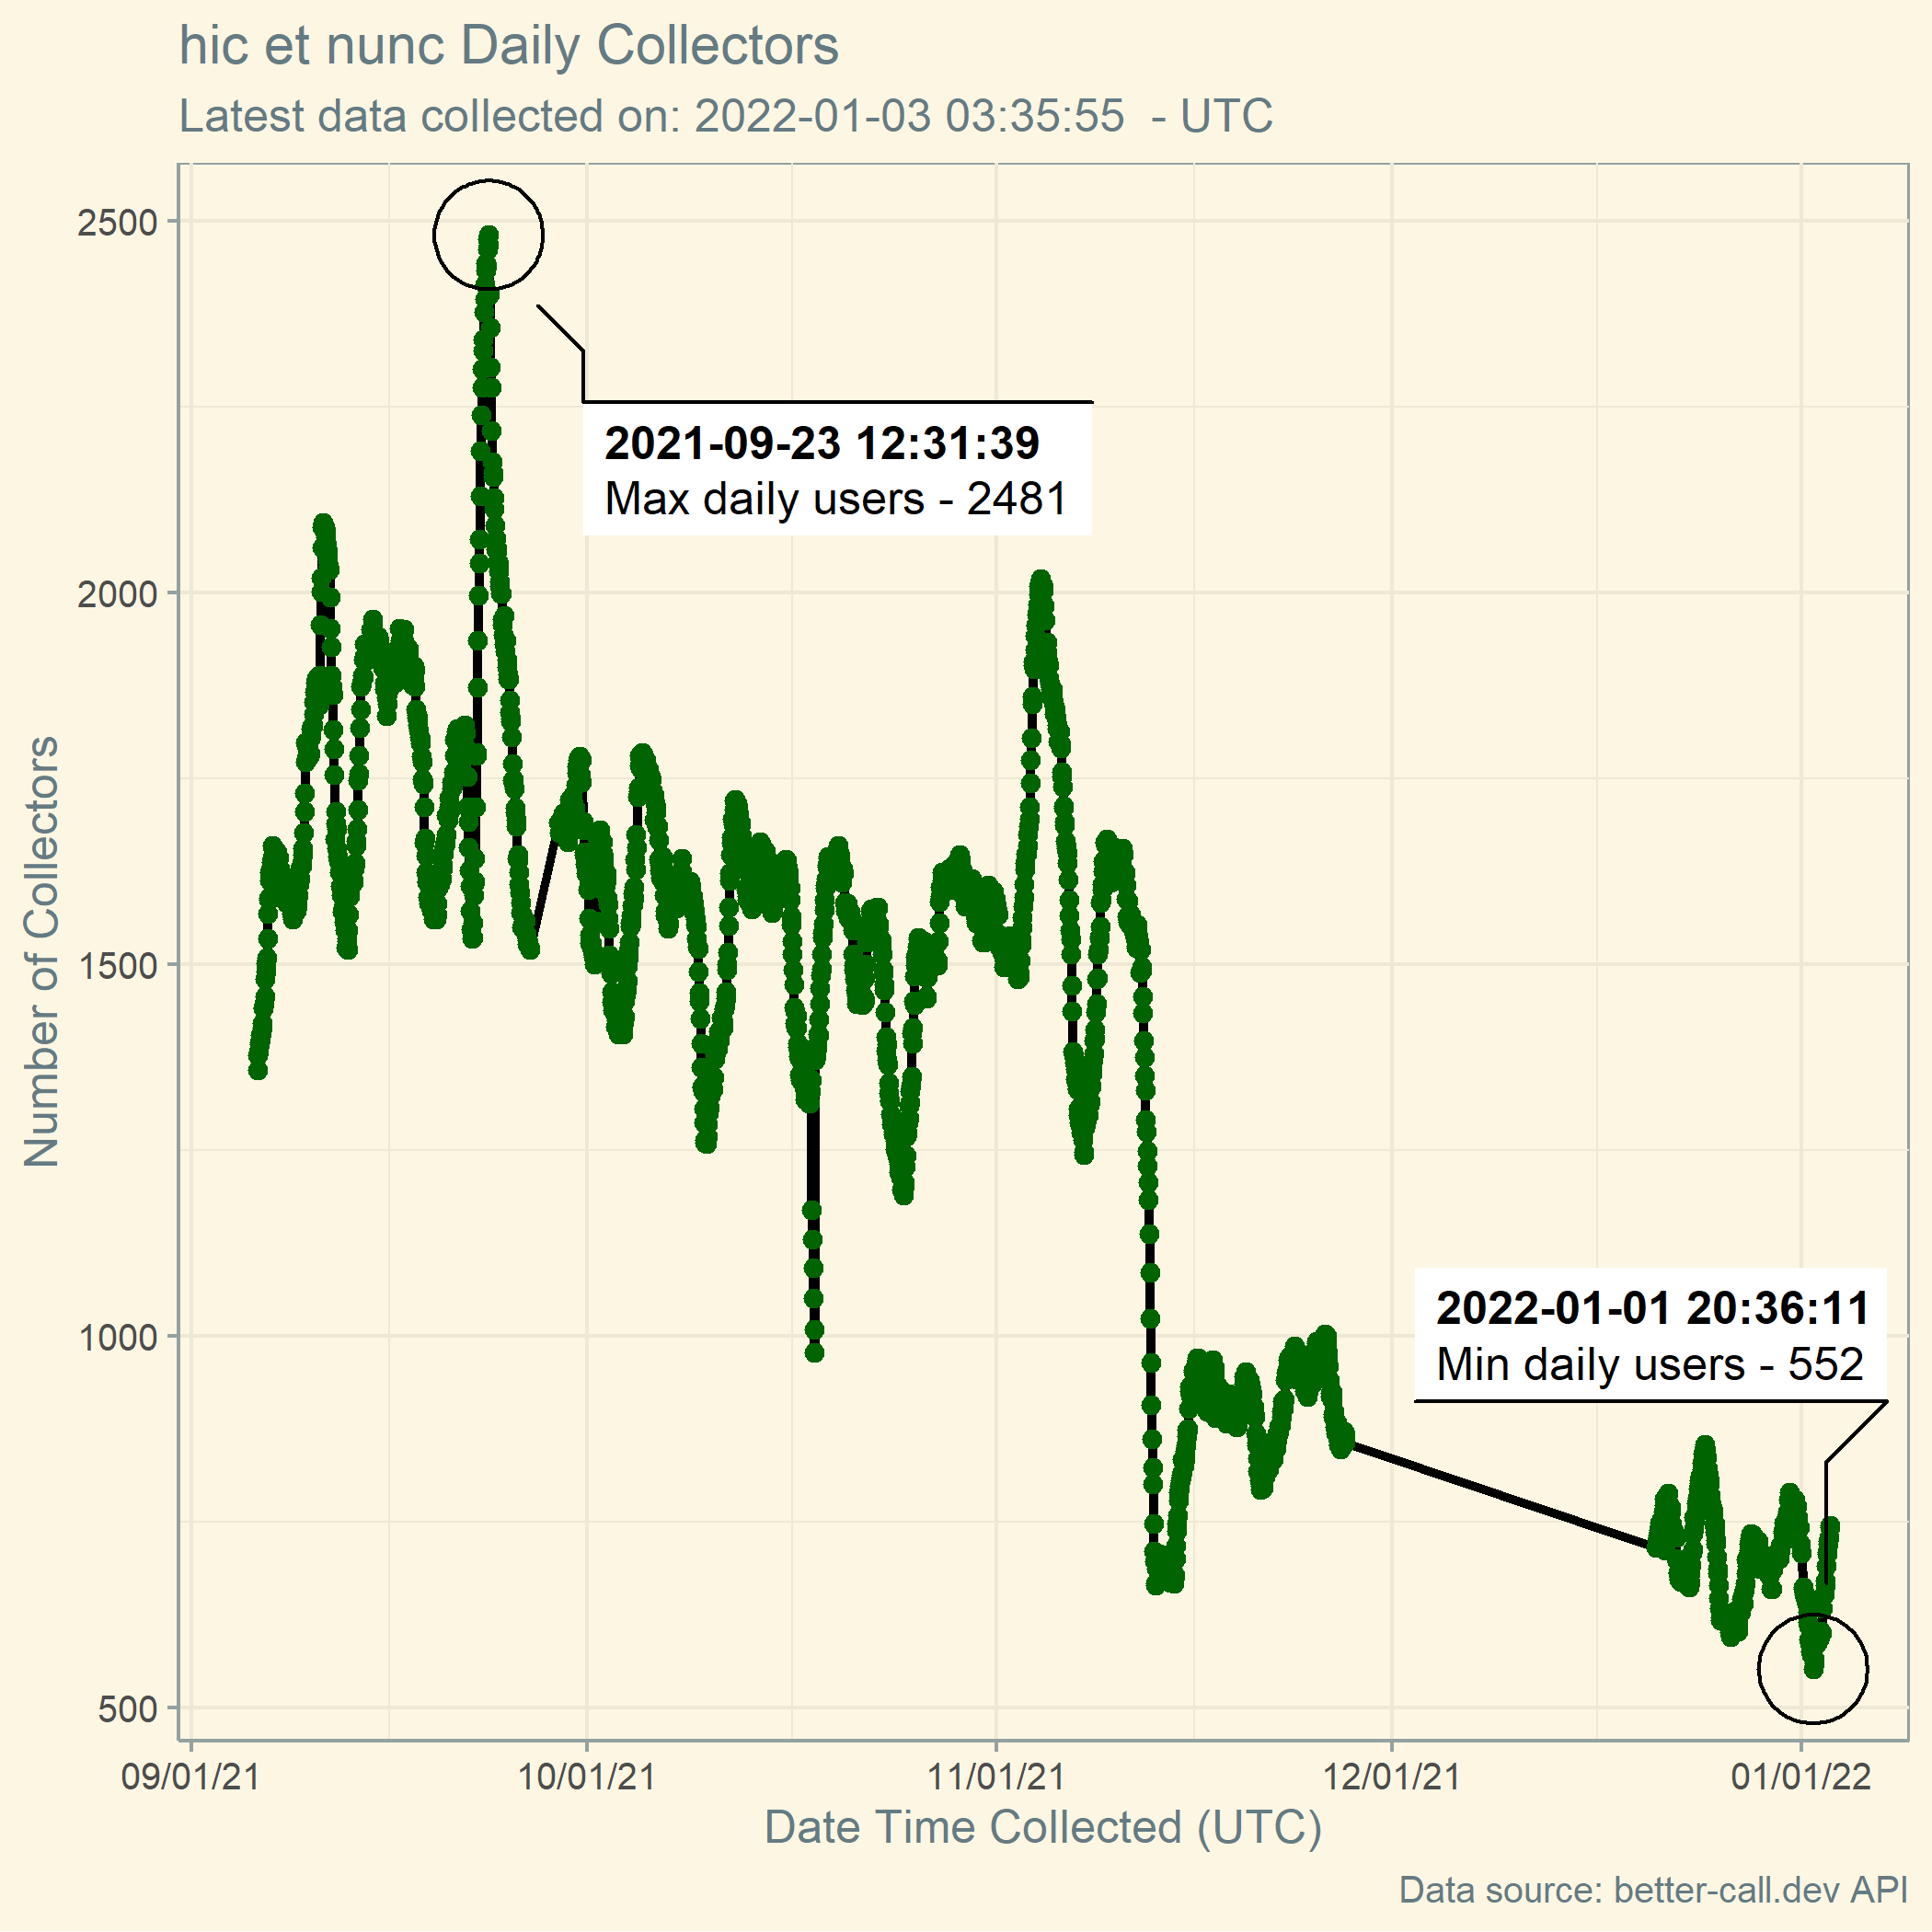 hic et nunc Daily Collectors
Latest data collected on: 2022-01-03 03:35:55  - UTC
2500
2000
1500
1000
500
Number of Collectors
2021-09-23 12:31:39
Max daily users - 2481
2022-01-01 20:36:11
Min daily users - 552
09/01/21
10/01/21
11/01/21
12/01/21
01/01/22
Date Time Collected (UTC)
Data source: better-call.dev API